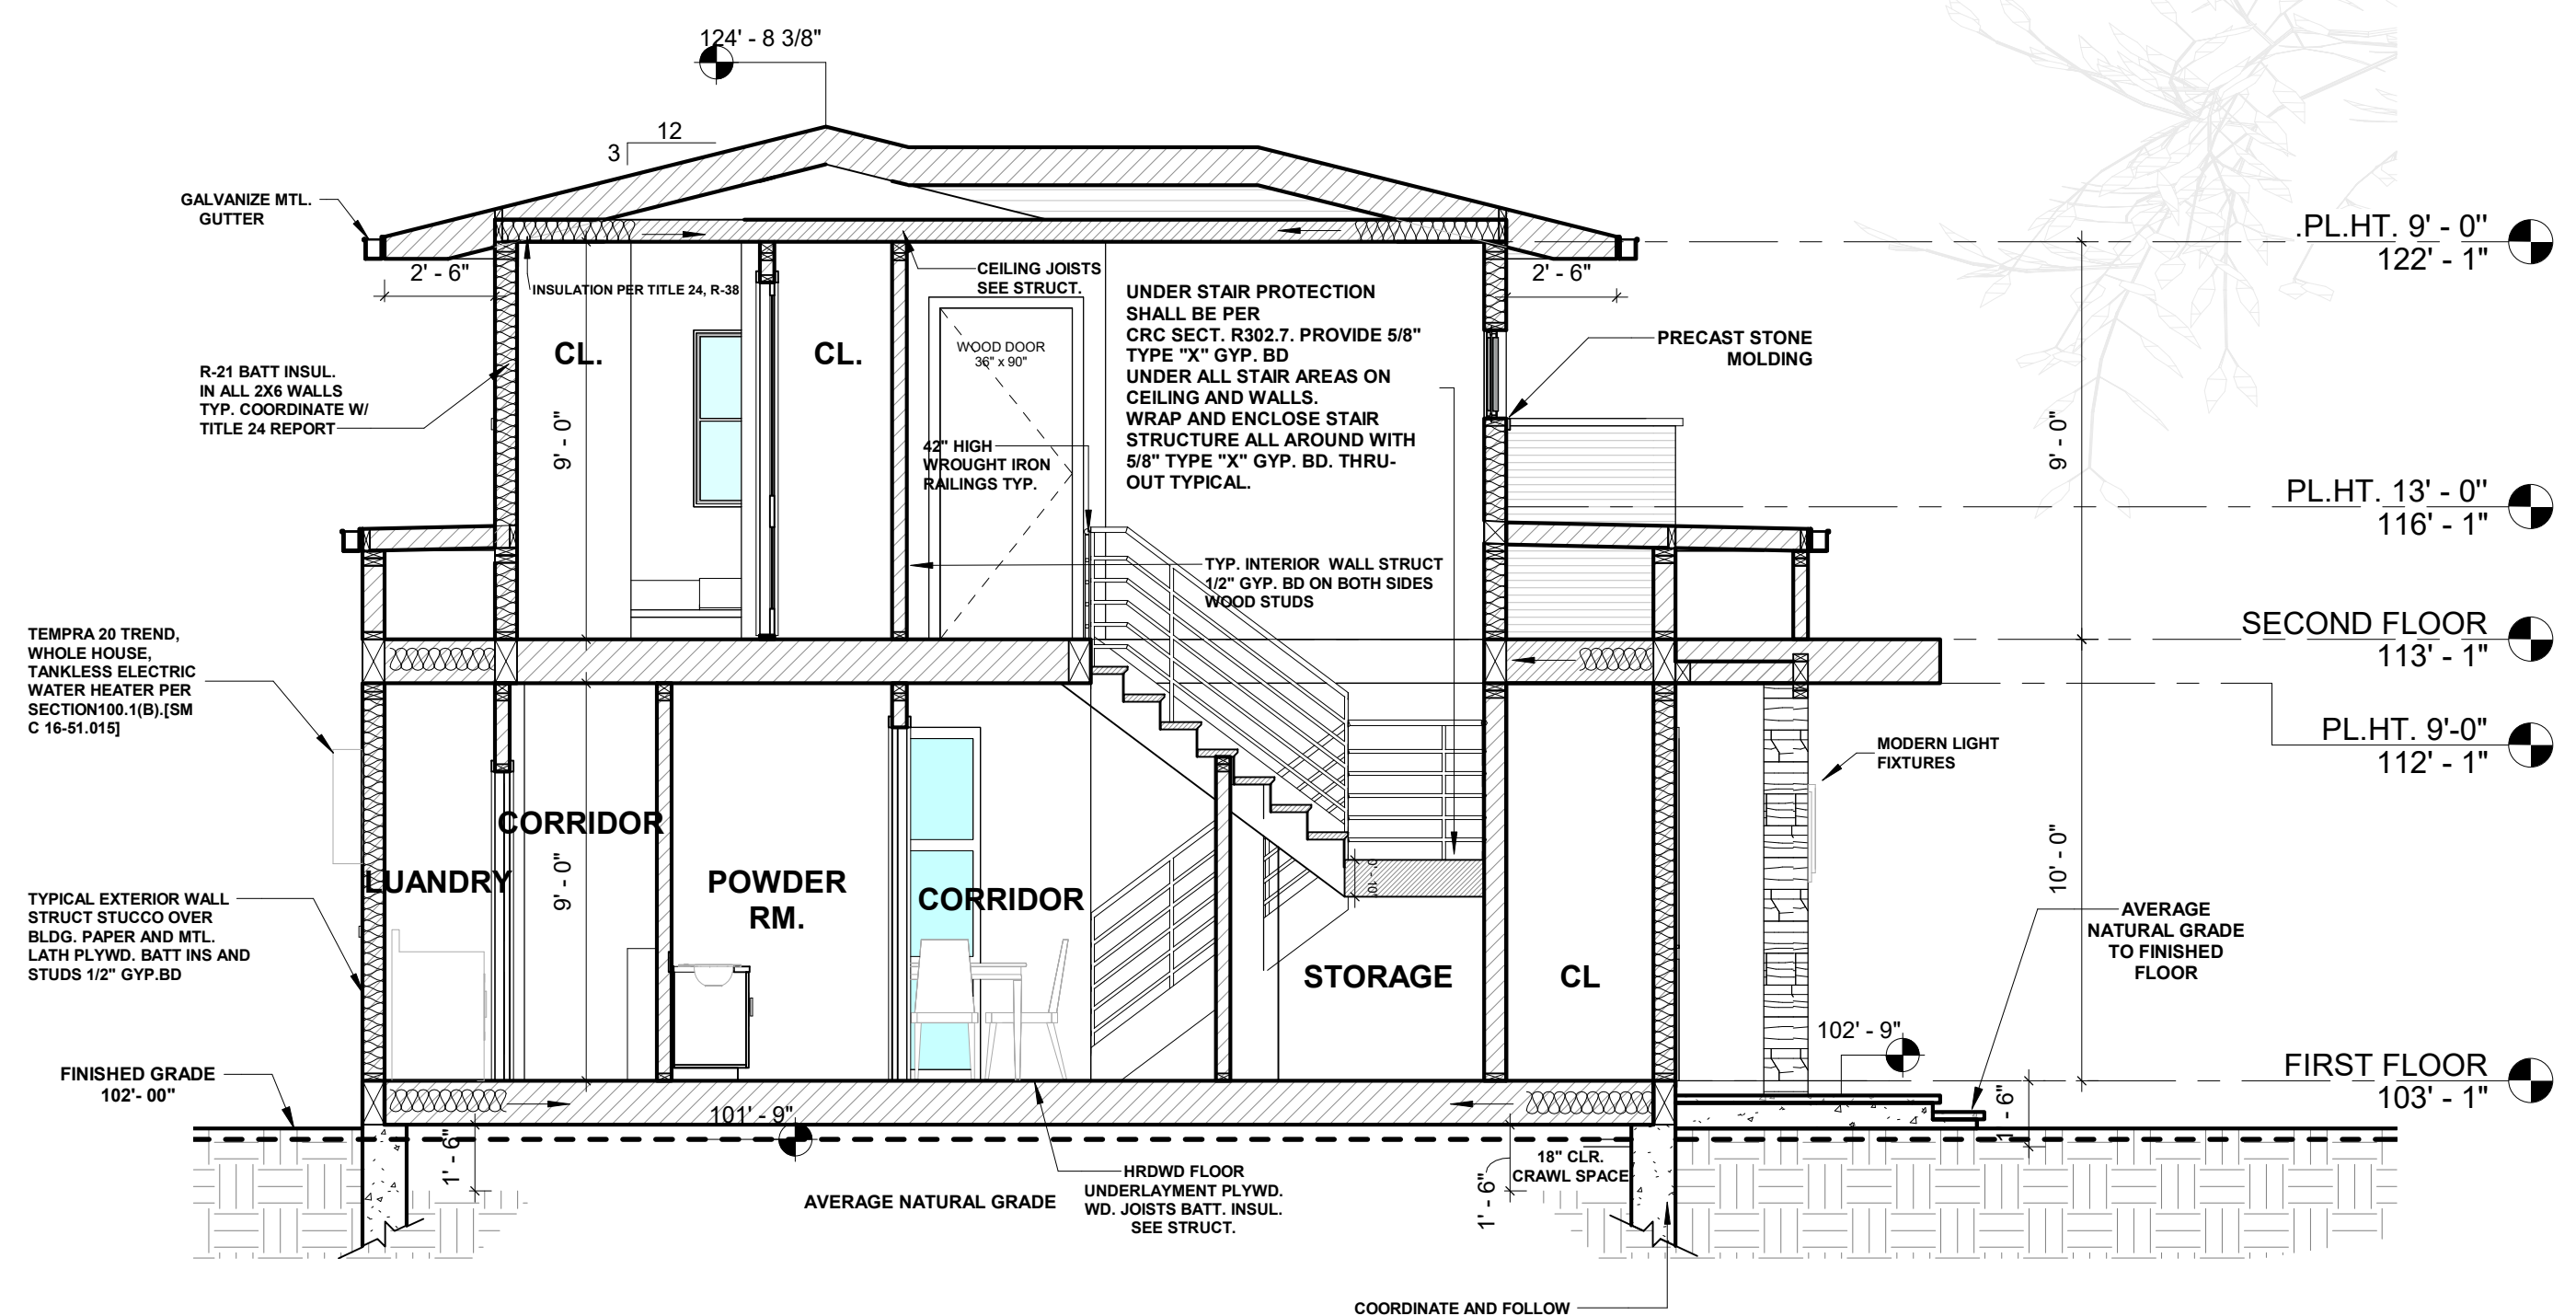 124' - 8 3/8"
12
3
GALVANIZE MTL.
GUTTER
2' - 6"
INSULATION PER TITLE 24, R-38
CEILING JOISTS
SEE STRUCT.
2' - 6"
.PL.HT. 9' - 0"
122' - 1"
R-21 BATT INSUL.
IN ALL 2X6 WALLS
TYP. COORDINATE W/
TITLE 24 REPORT
CL.
CL.
9' - 0"
WOOD DOOR
36" x 90"
42" HIGH
WROUGHT IRON
RAILINGS TYP.
UNDER STAIR PROTECTION
SHALL BE PER
CRC SECT. R302.7. PROVIDE 5/8"
TYPE "X" GYP. BD
UNDER ALL STAIR AREAS ON
CEILING AND WALLS.
WRAP AND ENCLOSE STAIR
STRUCTURE ALL AROUND WITH
5/8" TYPE "X" GYP. BD. THRU-
OUT TYPICAL.
PRECAST STONE
MOLDING
9' - 0"
PL.HT. 13' - 0"
116' - 1"
TYP. INTERIOR WALL STRUCT
1/2" GYP. BD ON BOTH SIDES
WOOD STUDS
SECOND FLOOR
113' - 1"
TEMPRA 20 TREND,
WHOLE HOUSE,
TANKLESS ELECTRIC
WATER HEATER PER
SECTION100.1(B).[SM
C 16-51.015]
PL.HT. 9'-0"
112' - 1"
MODERN LIGHT
FIXTURES
CORRIDOR
LUANDRY
9' - 0"
POWDER
RM.
CORRIDOR
0' - 10"
10' - 0"
TYPICAL EXTERIOR WALL
STRUCT STUCCO OVER
BLDG. PAPER AND MTL.
LATH PLYWD. BATT INS AND
STUDS 1/2" GYP.BD
STORAGE
CL
AVERAGE
NATURAL GRADE
TO FINISHED
FLOOR
102' - 9"
FIRST FLOOR
103' - 1"
FINISHED GRADE
102'- 00"
101' - 9"
1' - 6"
1' - 6"
1' - 6"
18" CLR.
CRAWL SPACE
AVERAGE NATURAL GRADE
HRDWD FLOOR
UNDERLAYMENT PLYWD.
WD. JOISTS BATT. INSUL.
SEE STRUCT.
COORDINATE AND FOLLOW